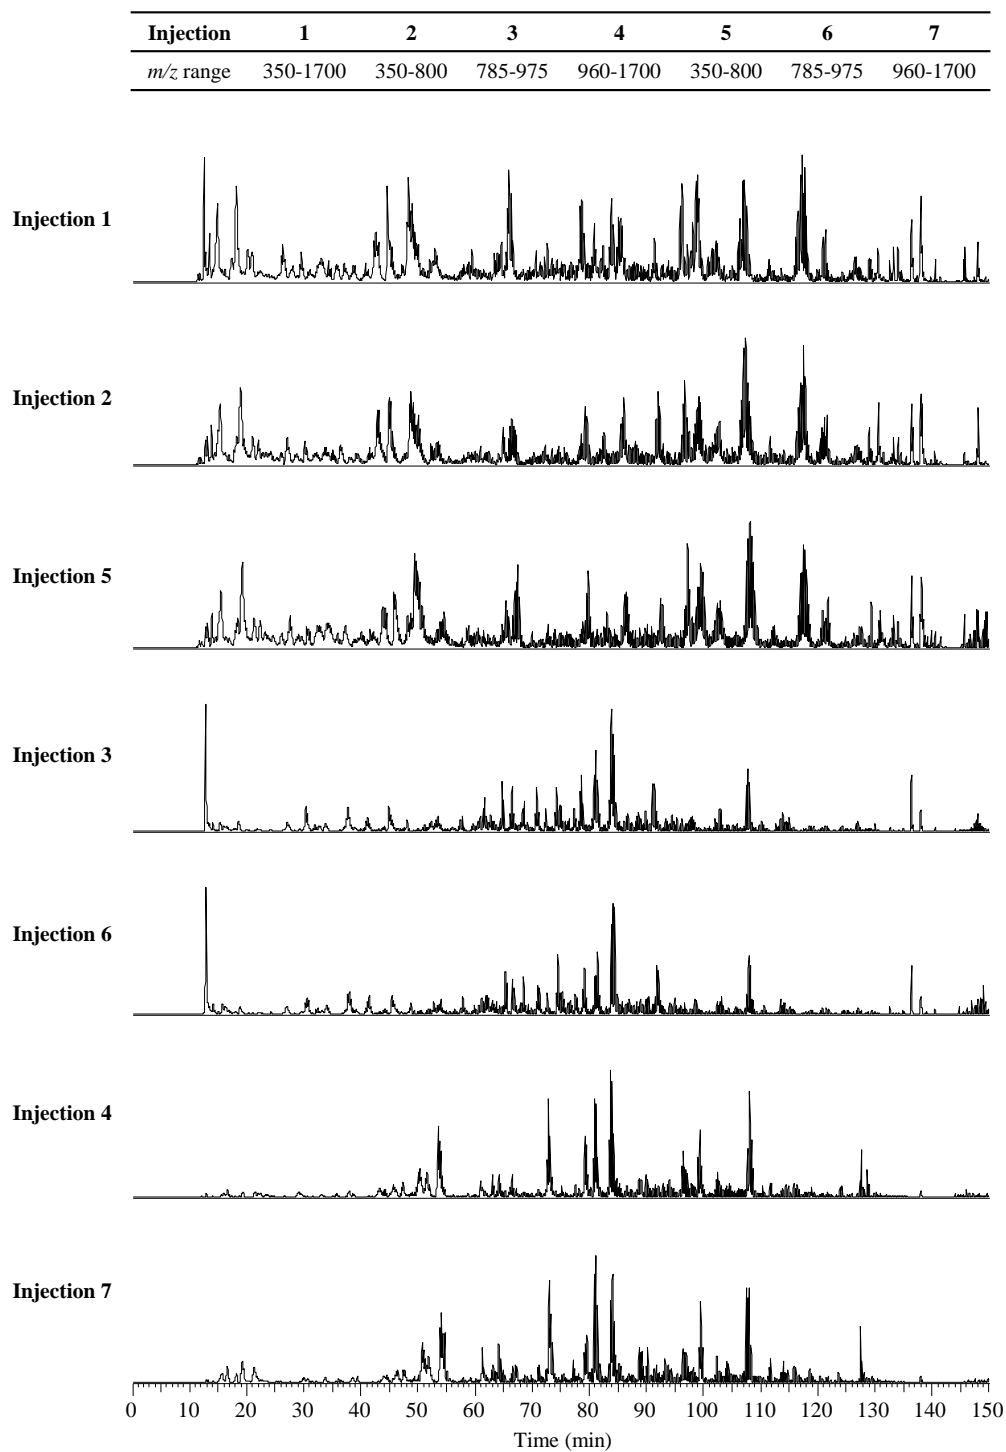 Injection 1 2 3 4 5 6 7
m/z range 350-1700 350-800 785-975 960-1700 350-800 785-975 960-1700
Injection 1
Injection 2
Injection 5
Injection 3
Injection 6
Injection 4
Injection 7
0 10 20 30 40 50 60 70 80 90 100 110 120 130 140 150
Time (min)